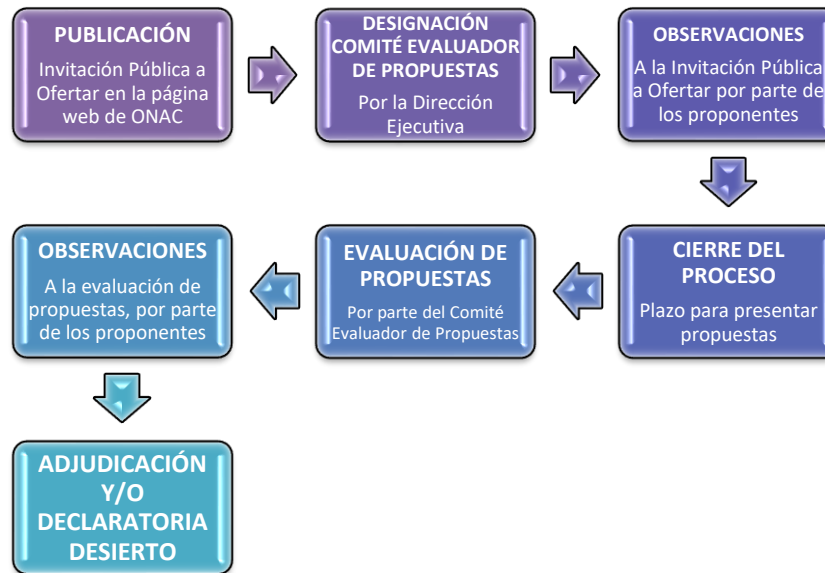 PUBLICACIÓN
Invitación Pública a
Ofertar en la página
web de ONAC
DESIGNACIÓN
COMITÉ EVALUADOR
DE PROPUESTAS
Por la Dirección
Ejecutiva
OBSERVACIONES
A la Invitación Pública
a Ofertar por parte de
los proponentes
CIERRE DEL
PROCESO
Plazo para presentar
propuestas
EVALUACIÓN DE
PROPUESTAS
Por parte del Comité
Evaluador de Propuestas
OBSERVACIONES
A la evaluación de
propuestas, por parte
de los proponentes
ADJUDICACIÓN
Y/O
DECLARATORIA
DESIERTO